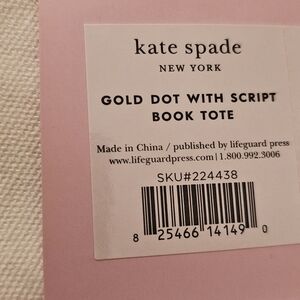 kate spade
NEW YORK
GOLD DOT WITH SCRIPT
BOOK TOTE
Made in China / published by lifeguard press
www.lifeguardpress.com | 1.800.992.3006
SKU#224438
8 25466 14149 0